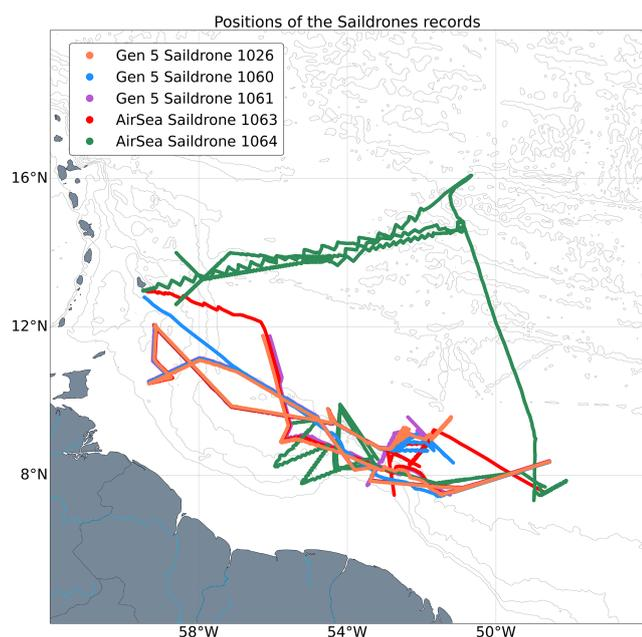 Positions of the Saildrones records
Gen 5 Saildrone 1026
Gen 5 Saildrone 1060
Gen 5 Saildrone 1061
AirSea Saildrone 1063
AirSea Saildrone 1064
16°N
12°N
8°N
58°W 54°W 50°W